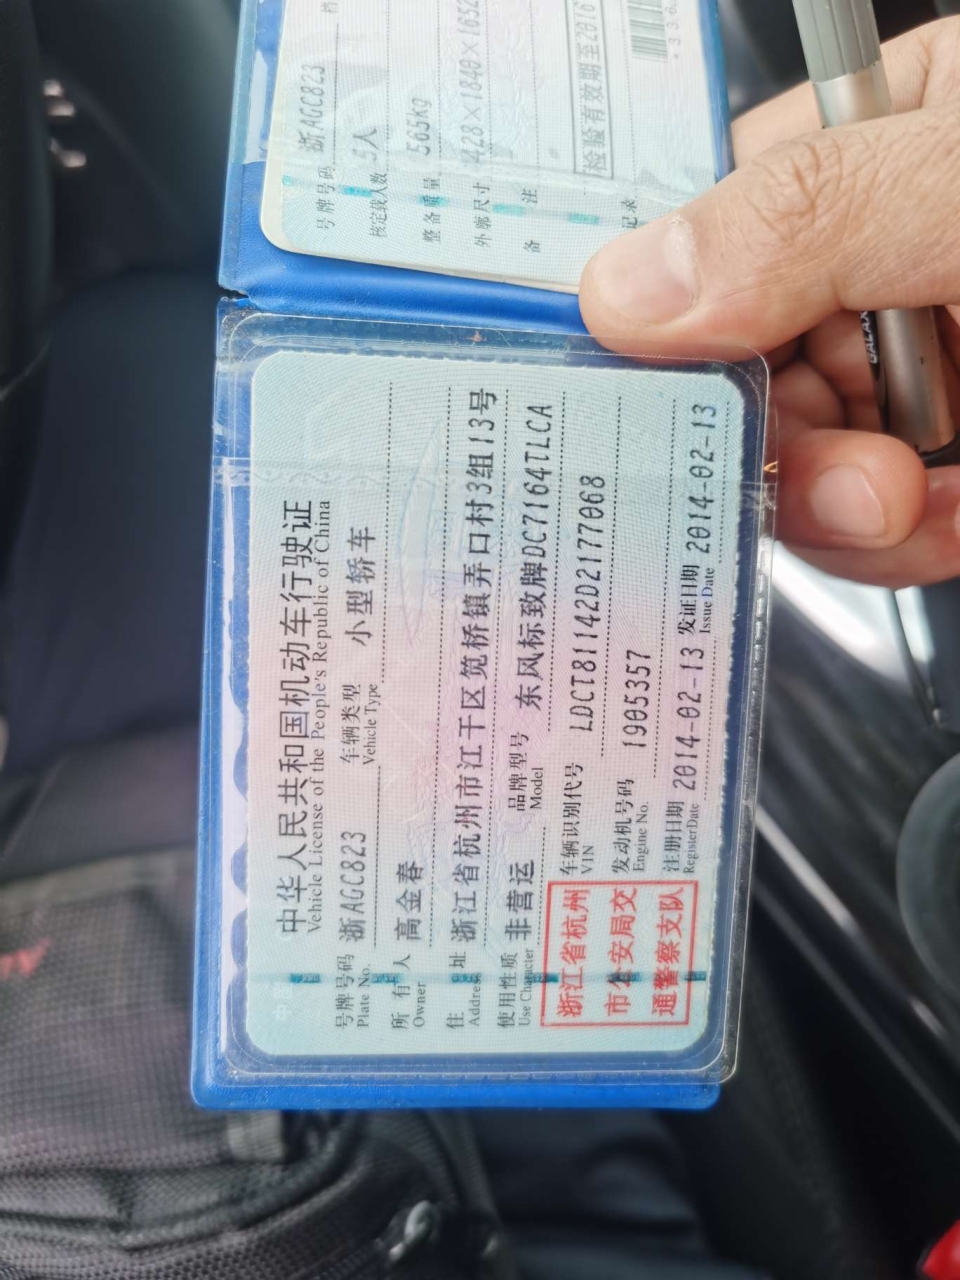 中华人民共和国机动车行驶证
Vehicle License of the People's Republic of China
号牌号码 浙AGC823 车辆类型 小型轿车
Plate No. Vehicle Type
所有人 高金春
Owner
住址 浙江省杭州市江干区笕桥镇弄口村3组13号
Address
使用性质 非营运 品牌型号 东风标致牌DC7164TLCA
Use Character Model
浙江省杭州
市公安局交
通警察支队
车辆识别代号 LDCT81142D2177068
VIN
发动机号码 1905357
Engine No.
注册日期 2014-02-13 发证日期 2014-02-13
Register Date Issue Date
号牌号码 浙AGC823 档
核定载人数 5人
整备质量 565kg
外廓尺寸 428×1840×1652
备注
检验有效期至2016
记录
*336
GALAX